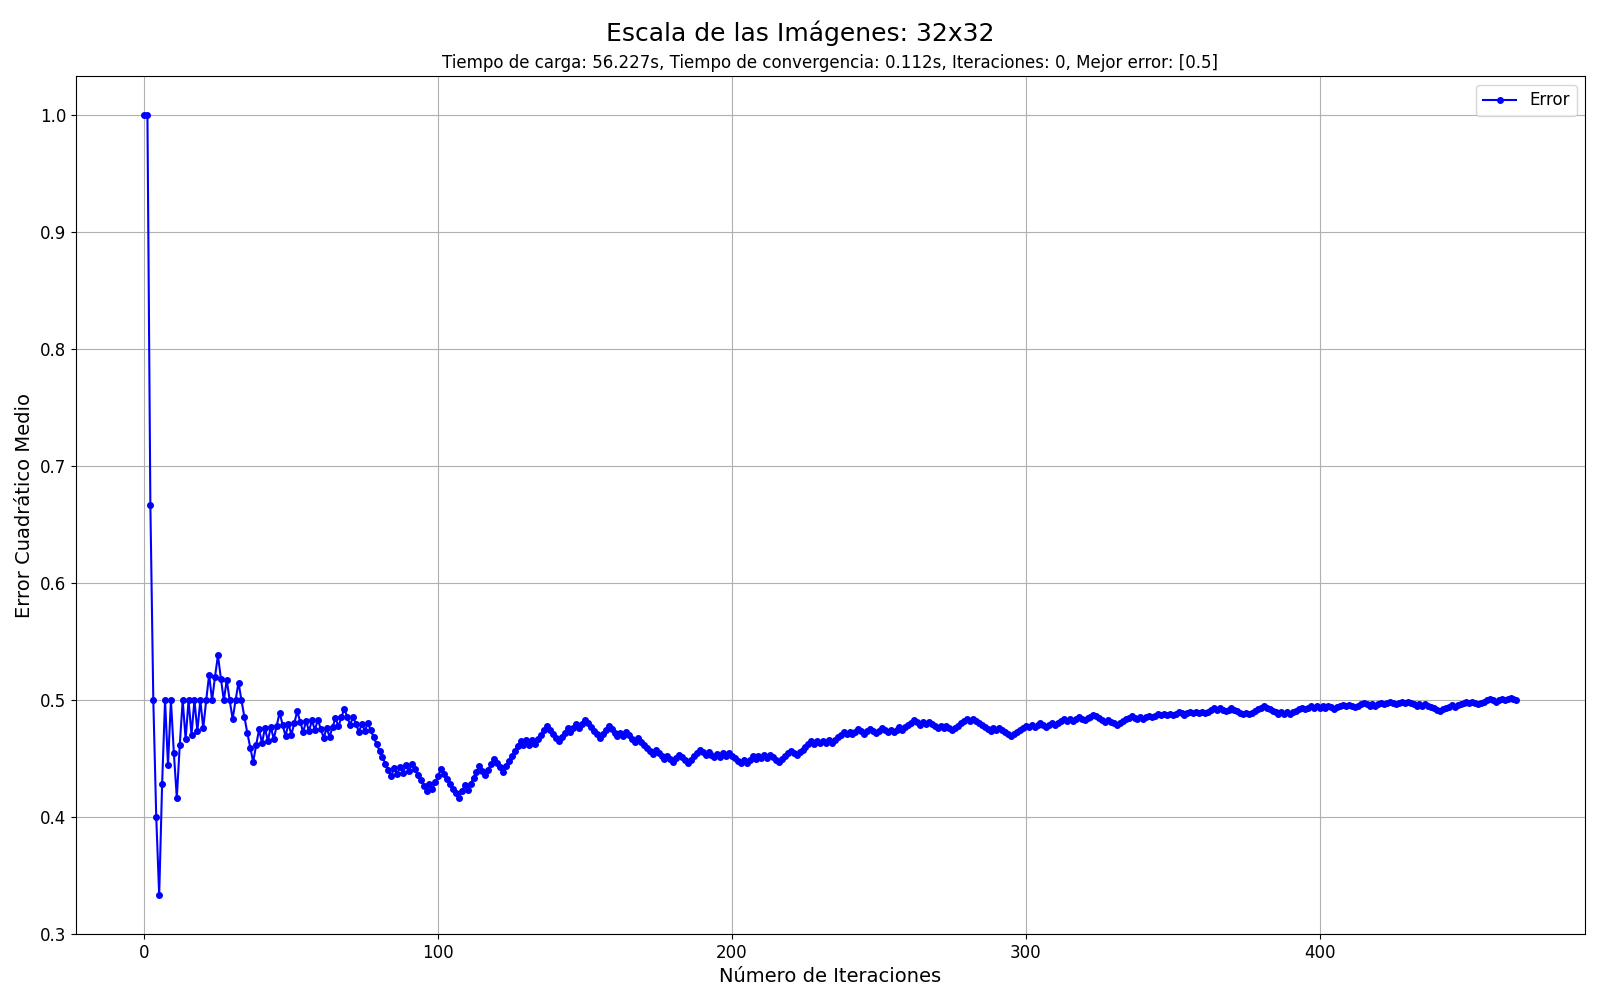 Escala de las Imágenes: 32x32
Tiempo de carga: 56.227s, Tiempo de convergencia: 0.112s, Iteraciones: 0, Mejor error: [0.5]
Error
Error Cuadrático Medio
1.0
0.9
0.8
0.7
0.6
0.5
0.4
0.3
0 100 200 300 400
Número de Iteraciones